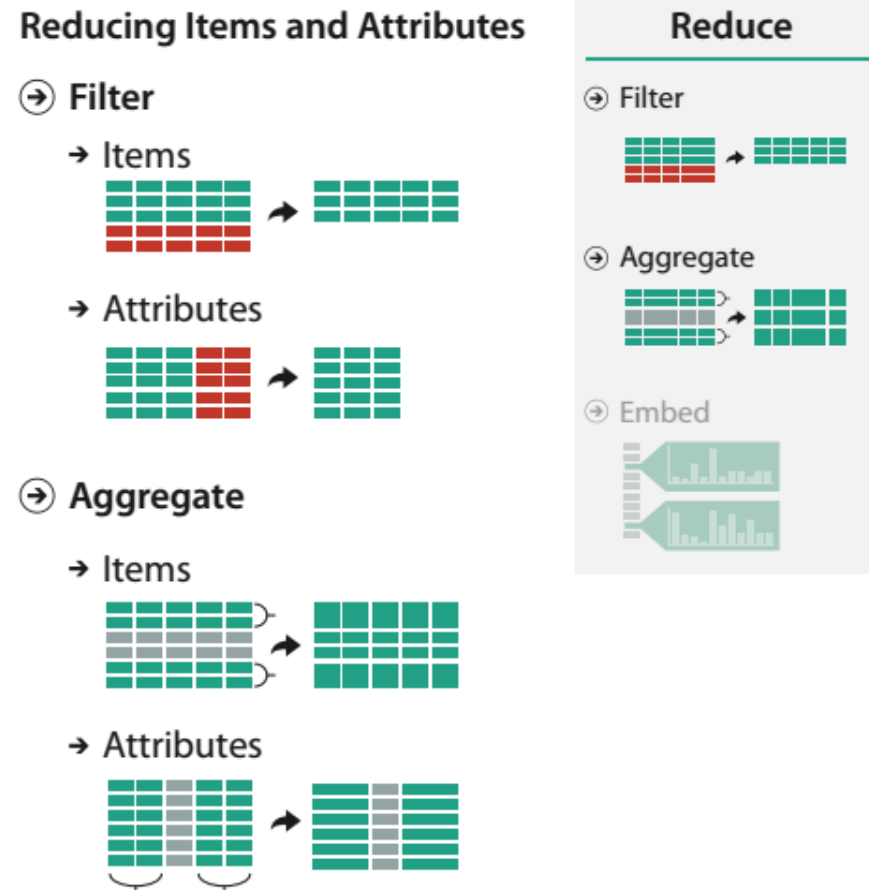 Reducing Items and Attributes
Filter
Items
Attributes
Aggregate
Items
Attributes
Reduce
Filter
Aggregate
Embed